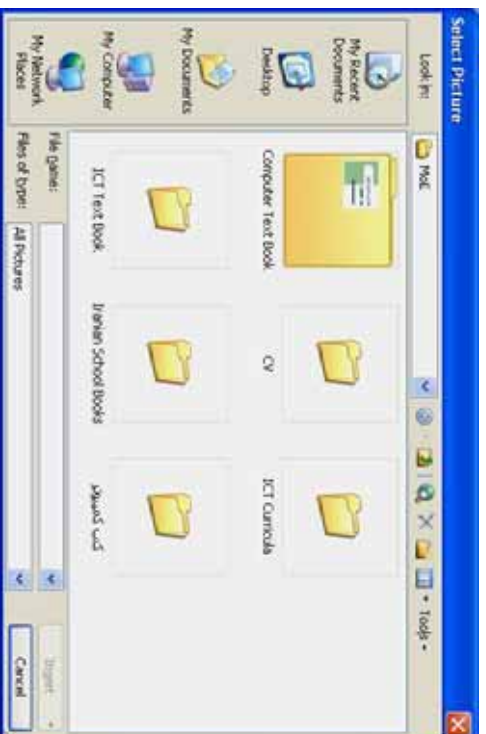 Select Picture
Look in:
MoE
Tools
My Recent
Documents
Desktop
My Documents
My Computer
My Network
Places
Computer Text Book
CV
ICT Curricula
ICT Text Book
Iranian School Books
کتب کمپیوتر
File name:
Files of type:
All Pictures
Insert
Cancel